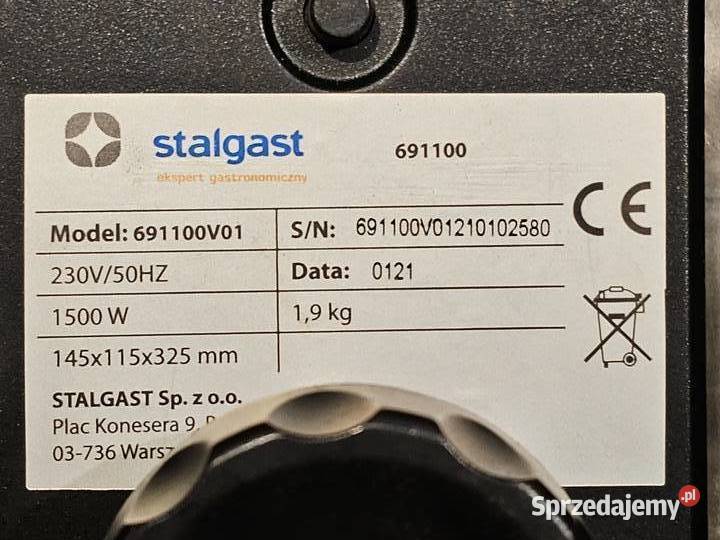 stalgast
ekspert gastronomiczny
691100
Model: 691100V01
S/N: 691100V01210102580
230V/50HZ
Data: 0121
1500 W
1,9 kg
145x115x325 mm
CE
STALGAST Sp. z o.o.
Plac Konesera 9,
03-736 Warsz
Sprzedajemy.pl